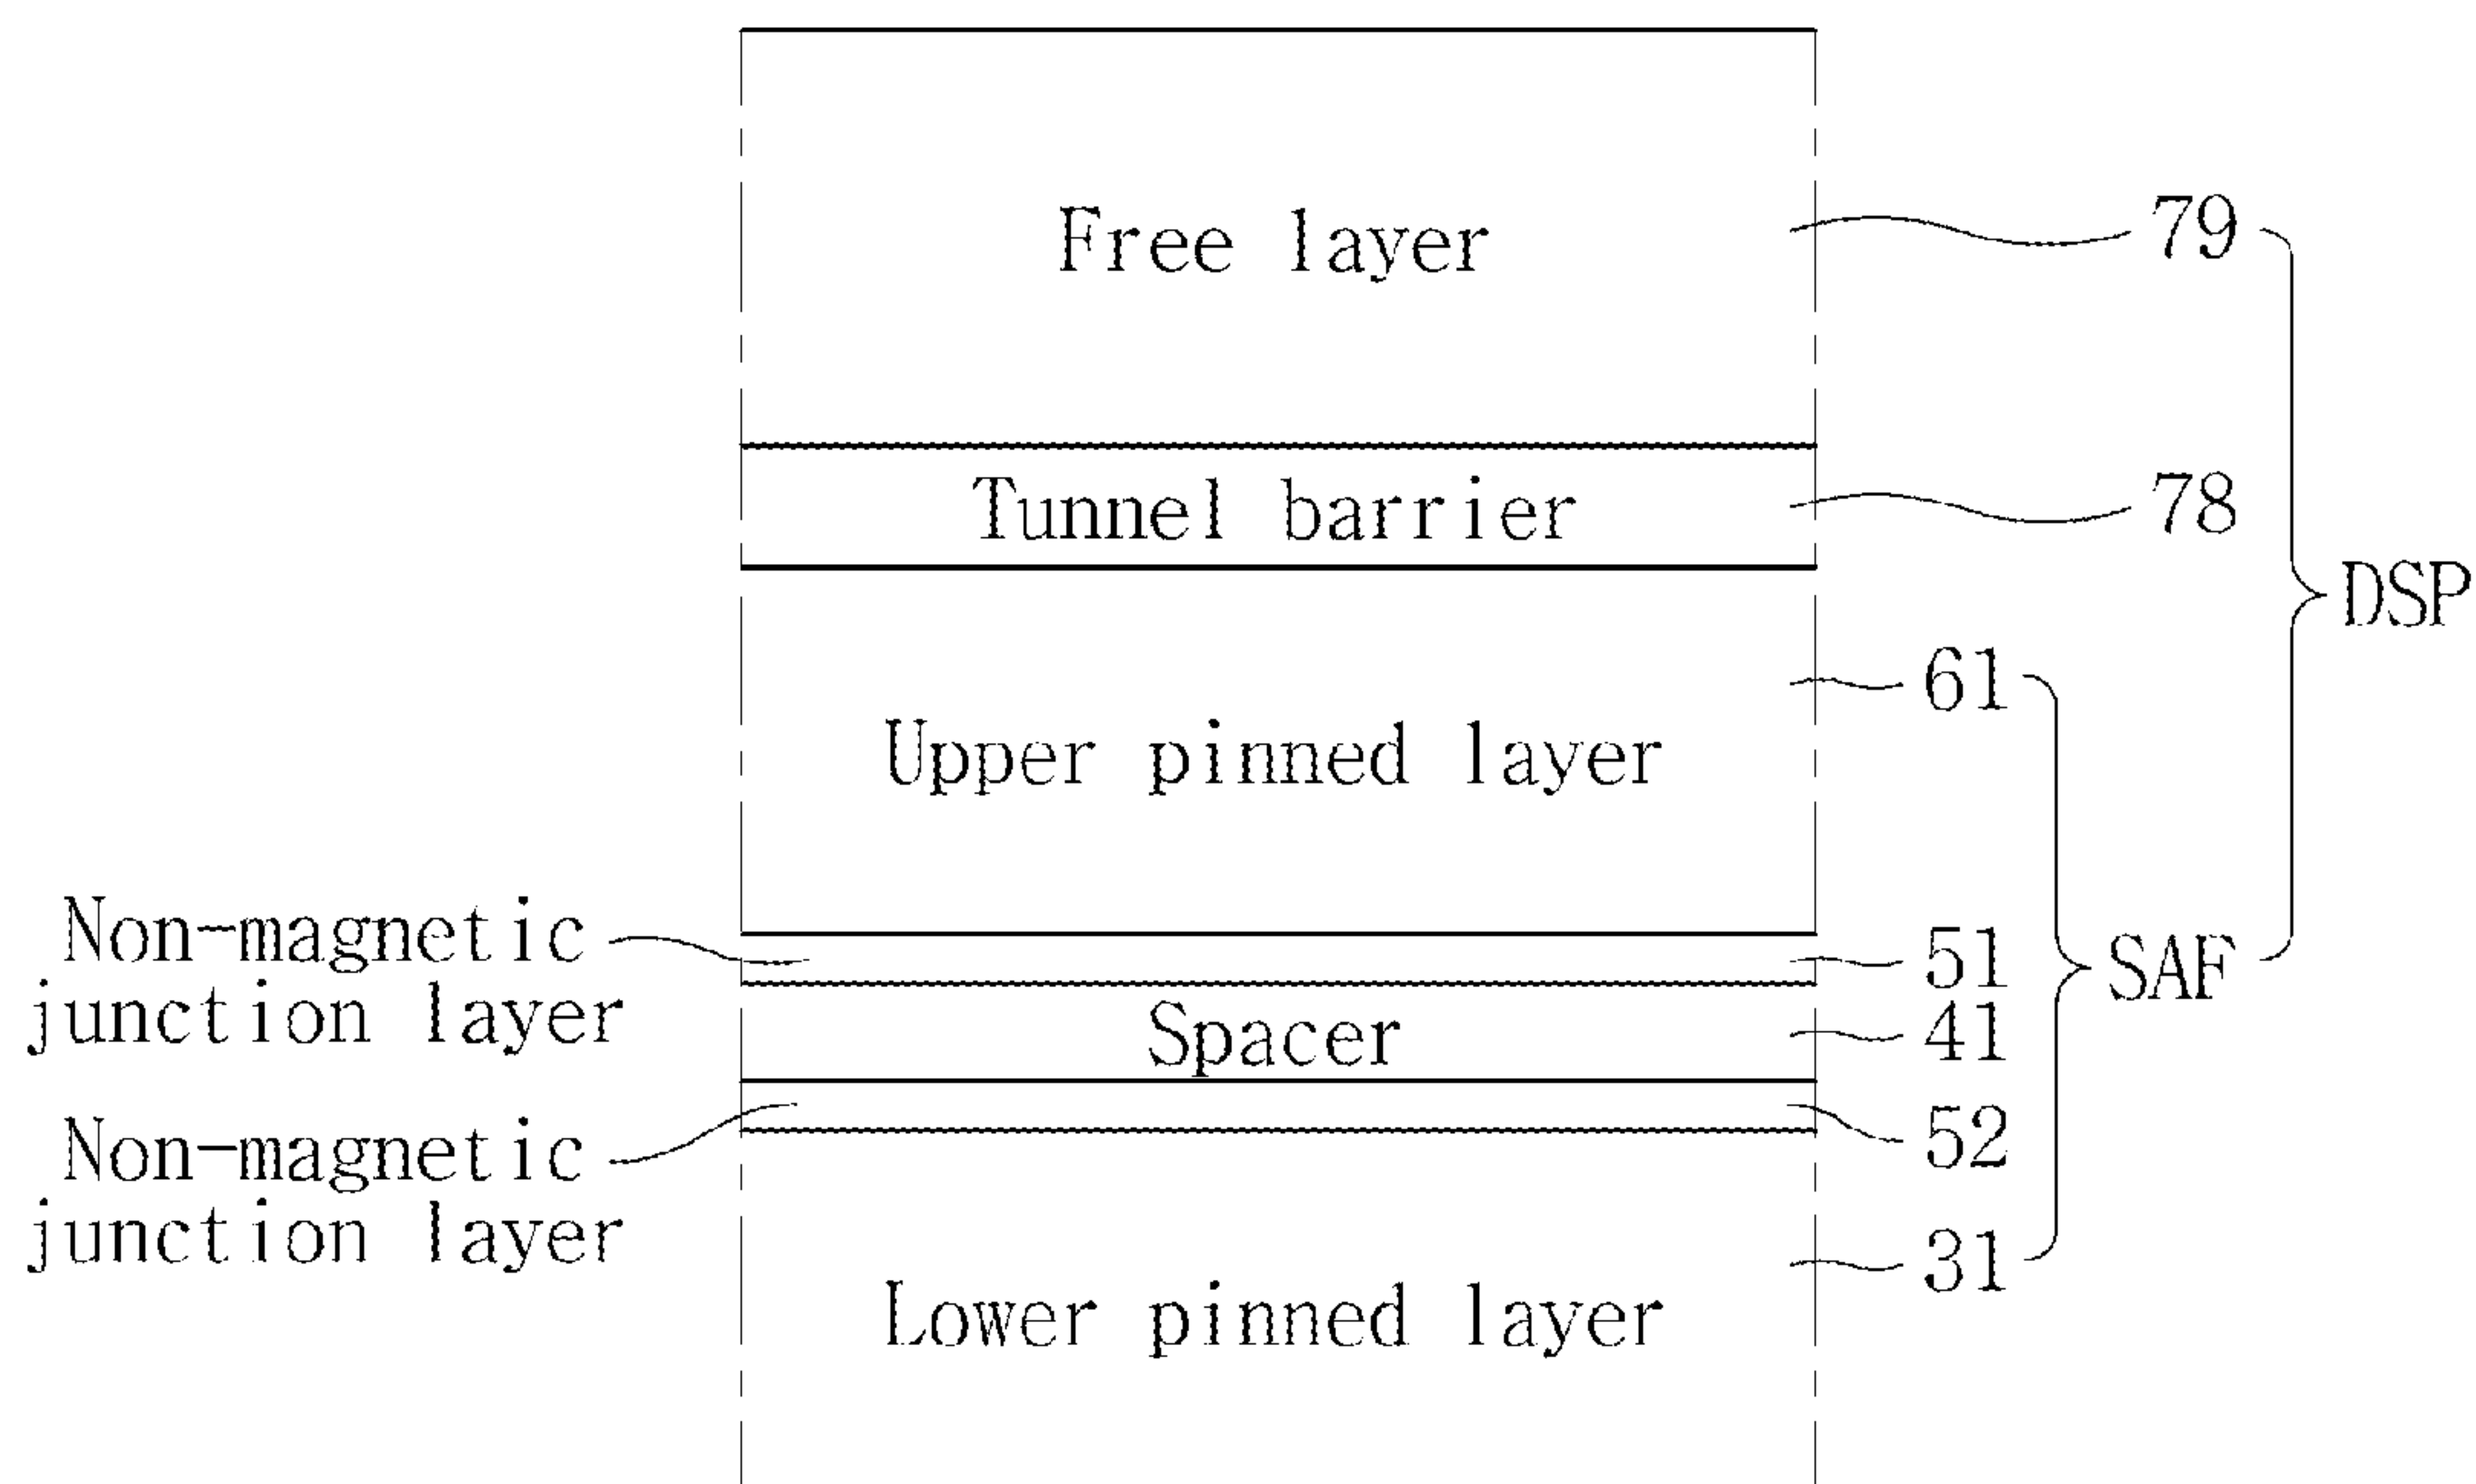 Free layer
79
Tunnel barrier
78
DSP
61
Upper pinned layer
Non-magnetic
junction layer
51
SAF
Spacer
41
Non-magnetic
junction layer
52
31
Lower pinned layer